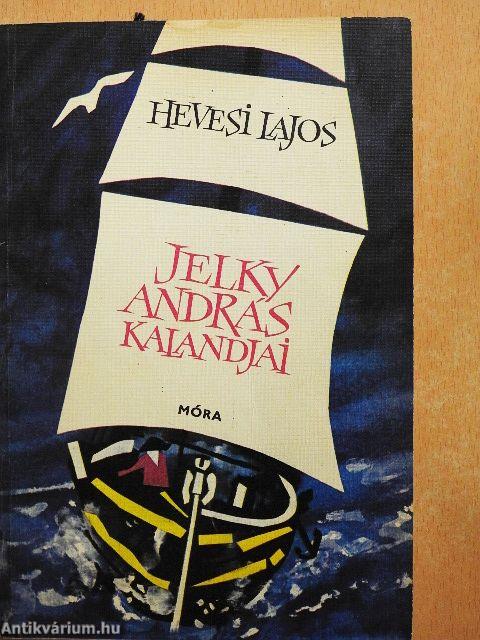 HEVESI LAJOS
JELKY
ANDRÁS
KALANDJAI
MÓRA
Antikvárium.hu